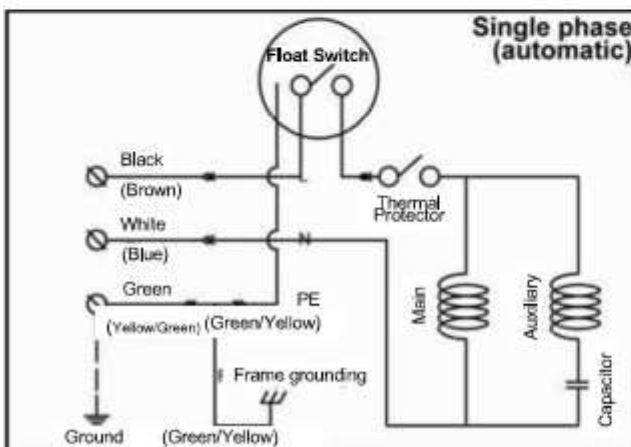 Single phase
(automatic)
Float Switch
Black
(Brown)
L
Thermal
Protector
White
(Blue)
N
Green
(Yellow/Green)
PE
(Green/Yellow)
Main
Auxiliary
Capacitor
Frame grounding
Ground
(Green/Yellow)